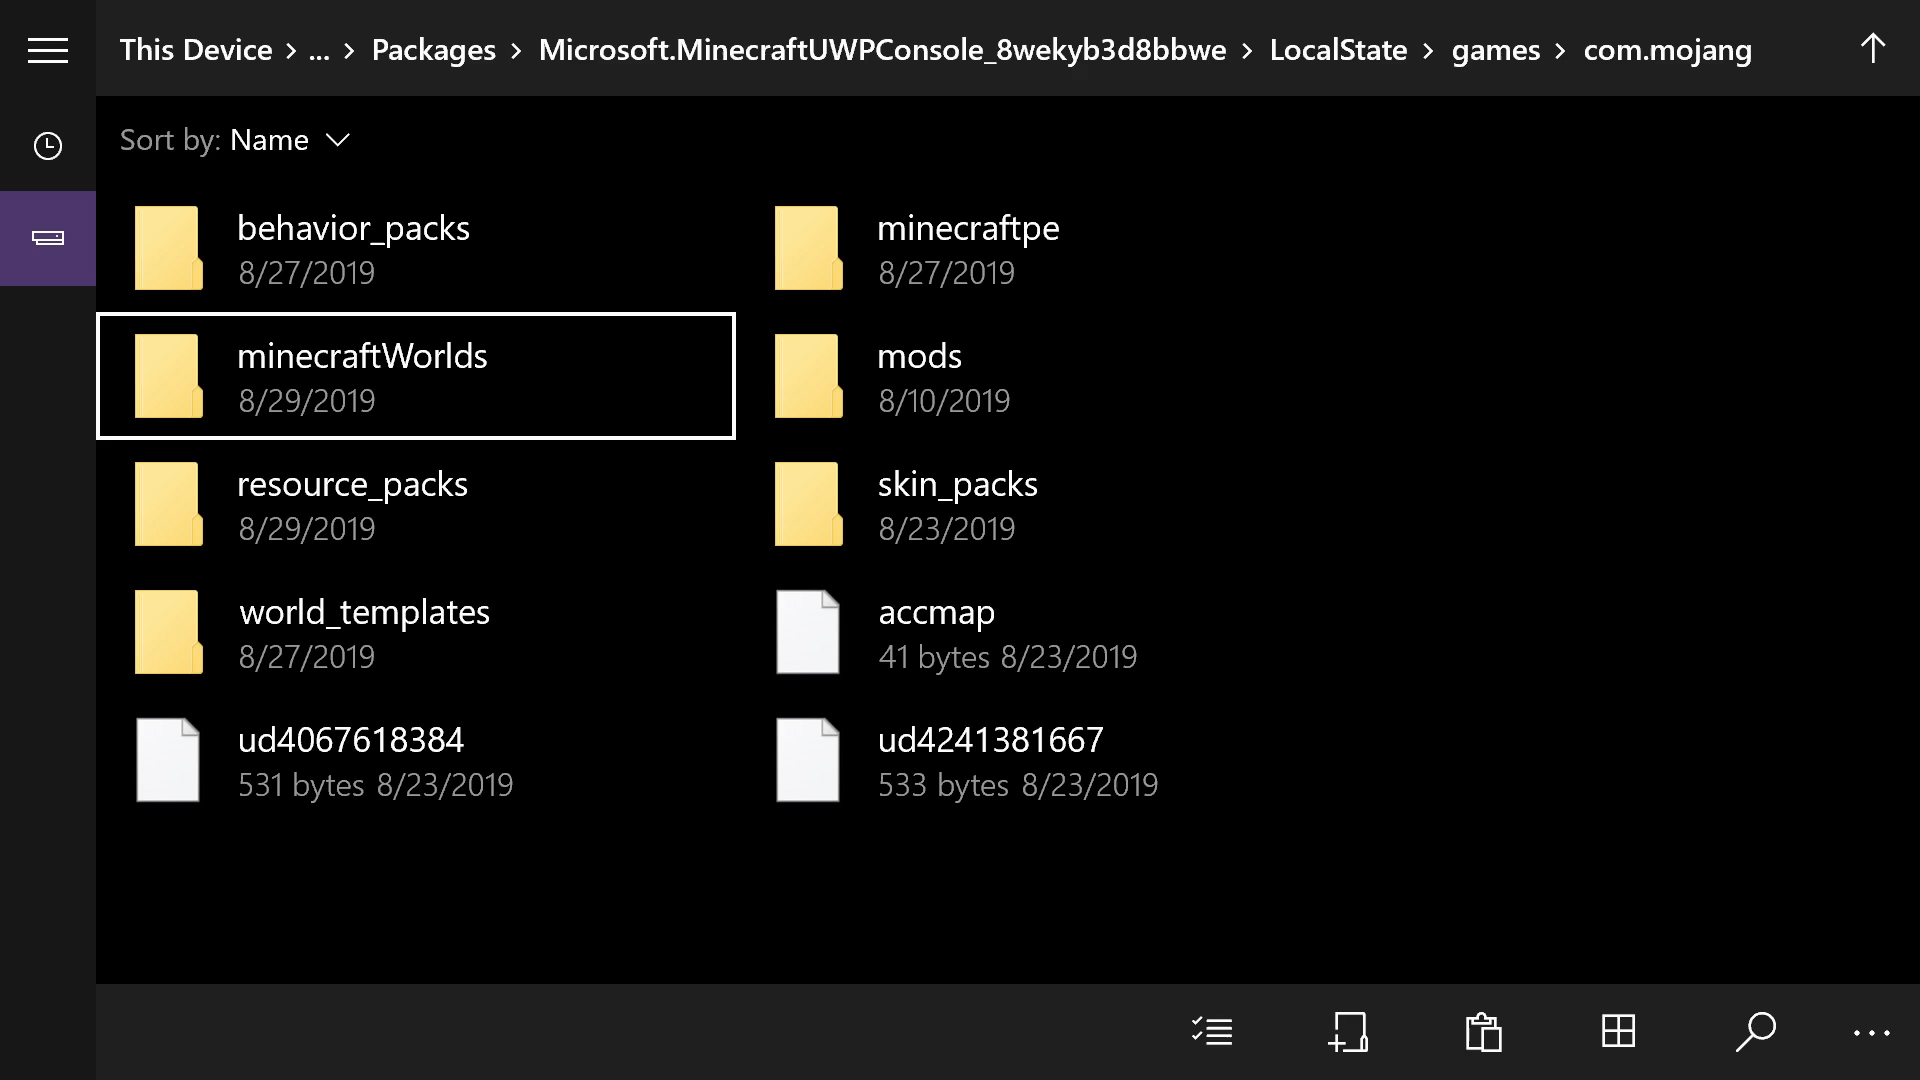 This Device > ... > Packages > Microsoft.MinecraftUWPConsole_8wekyb3d8bbwe > LocalState > games > com.mojang
Sort by: Name
behavior_packs
8/27/2019
minecraftpe
8/27/2019
minecraftWorlds
8/29/2019
mods
8/10/2019
resource_packs
8/29/2019
skin_packs
8/23/2019
world_templates
8/27/2019
accmap
41 bytes 8/23/2019
ud4067618384
531 bytes 8/23/2019
ud4241381667
533 bytes 8/23/2019